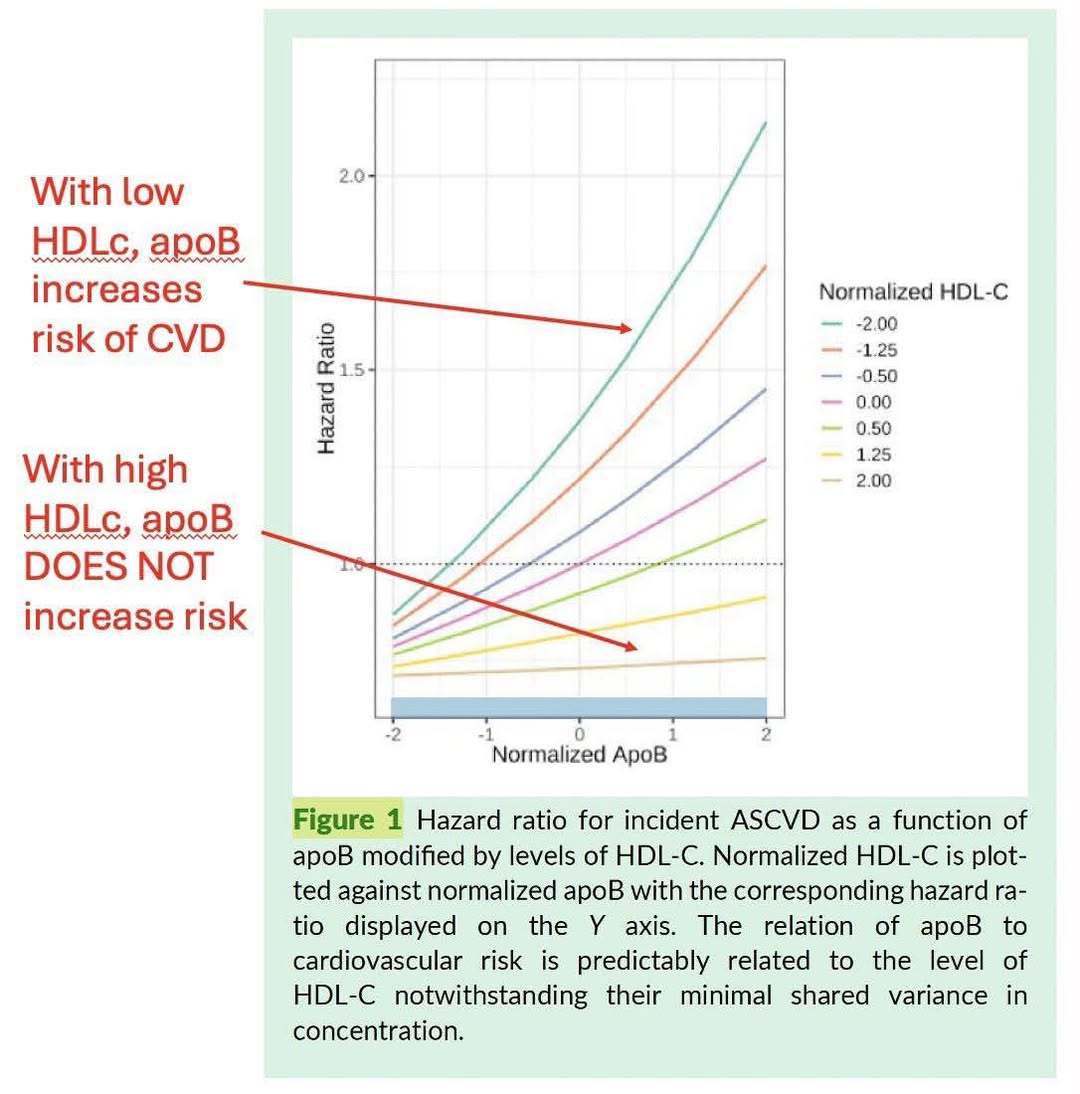 With low
HDLc, apoB
increases
risk of CVD
With high
HDLc, apoB
DOES NOT
increase risk
Hazard Ratio
2.0
1.5
1.0
-2
-1
0
1
2
Normalized ApoB
Normalized HDL-C
-2.00
-1.25
-0.50
0.00
0.50
1.25
2.00
Figure 1 Hazard ratio for incident ASCVD as a function of
apoB modified by levels of HDL-C. Normalized HDL-C is plot-
ted against normalized apoB with the corresponding hazard ra-
tio displayed on the Y axis. The relation of apoB to
cardiovascular risk is predictably related to the level of
HDL-C notwithstanding their minimal shared variance in
concentration.